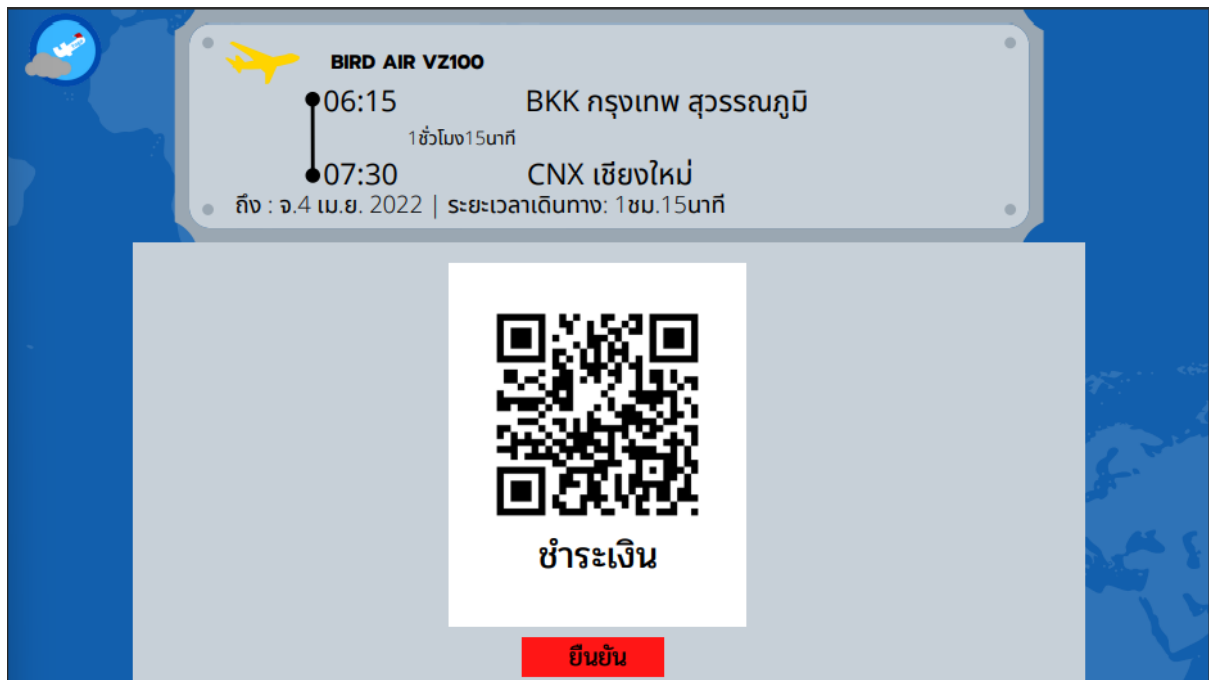 BIRD AIR VZ100
06:15 BKK กรุงเทพ สุวรรณภูมิ
1ชั่วโมง15นาที
07:30 CNX เชียงใหม่
ถึง : จ.4 เม.ย. 2022 | ระยะเวลาเดินทาง: 1ชม.15นาที
ชำระเงิน
ยืนยัน